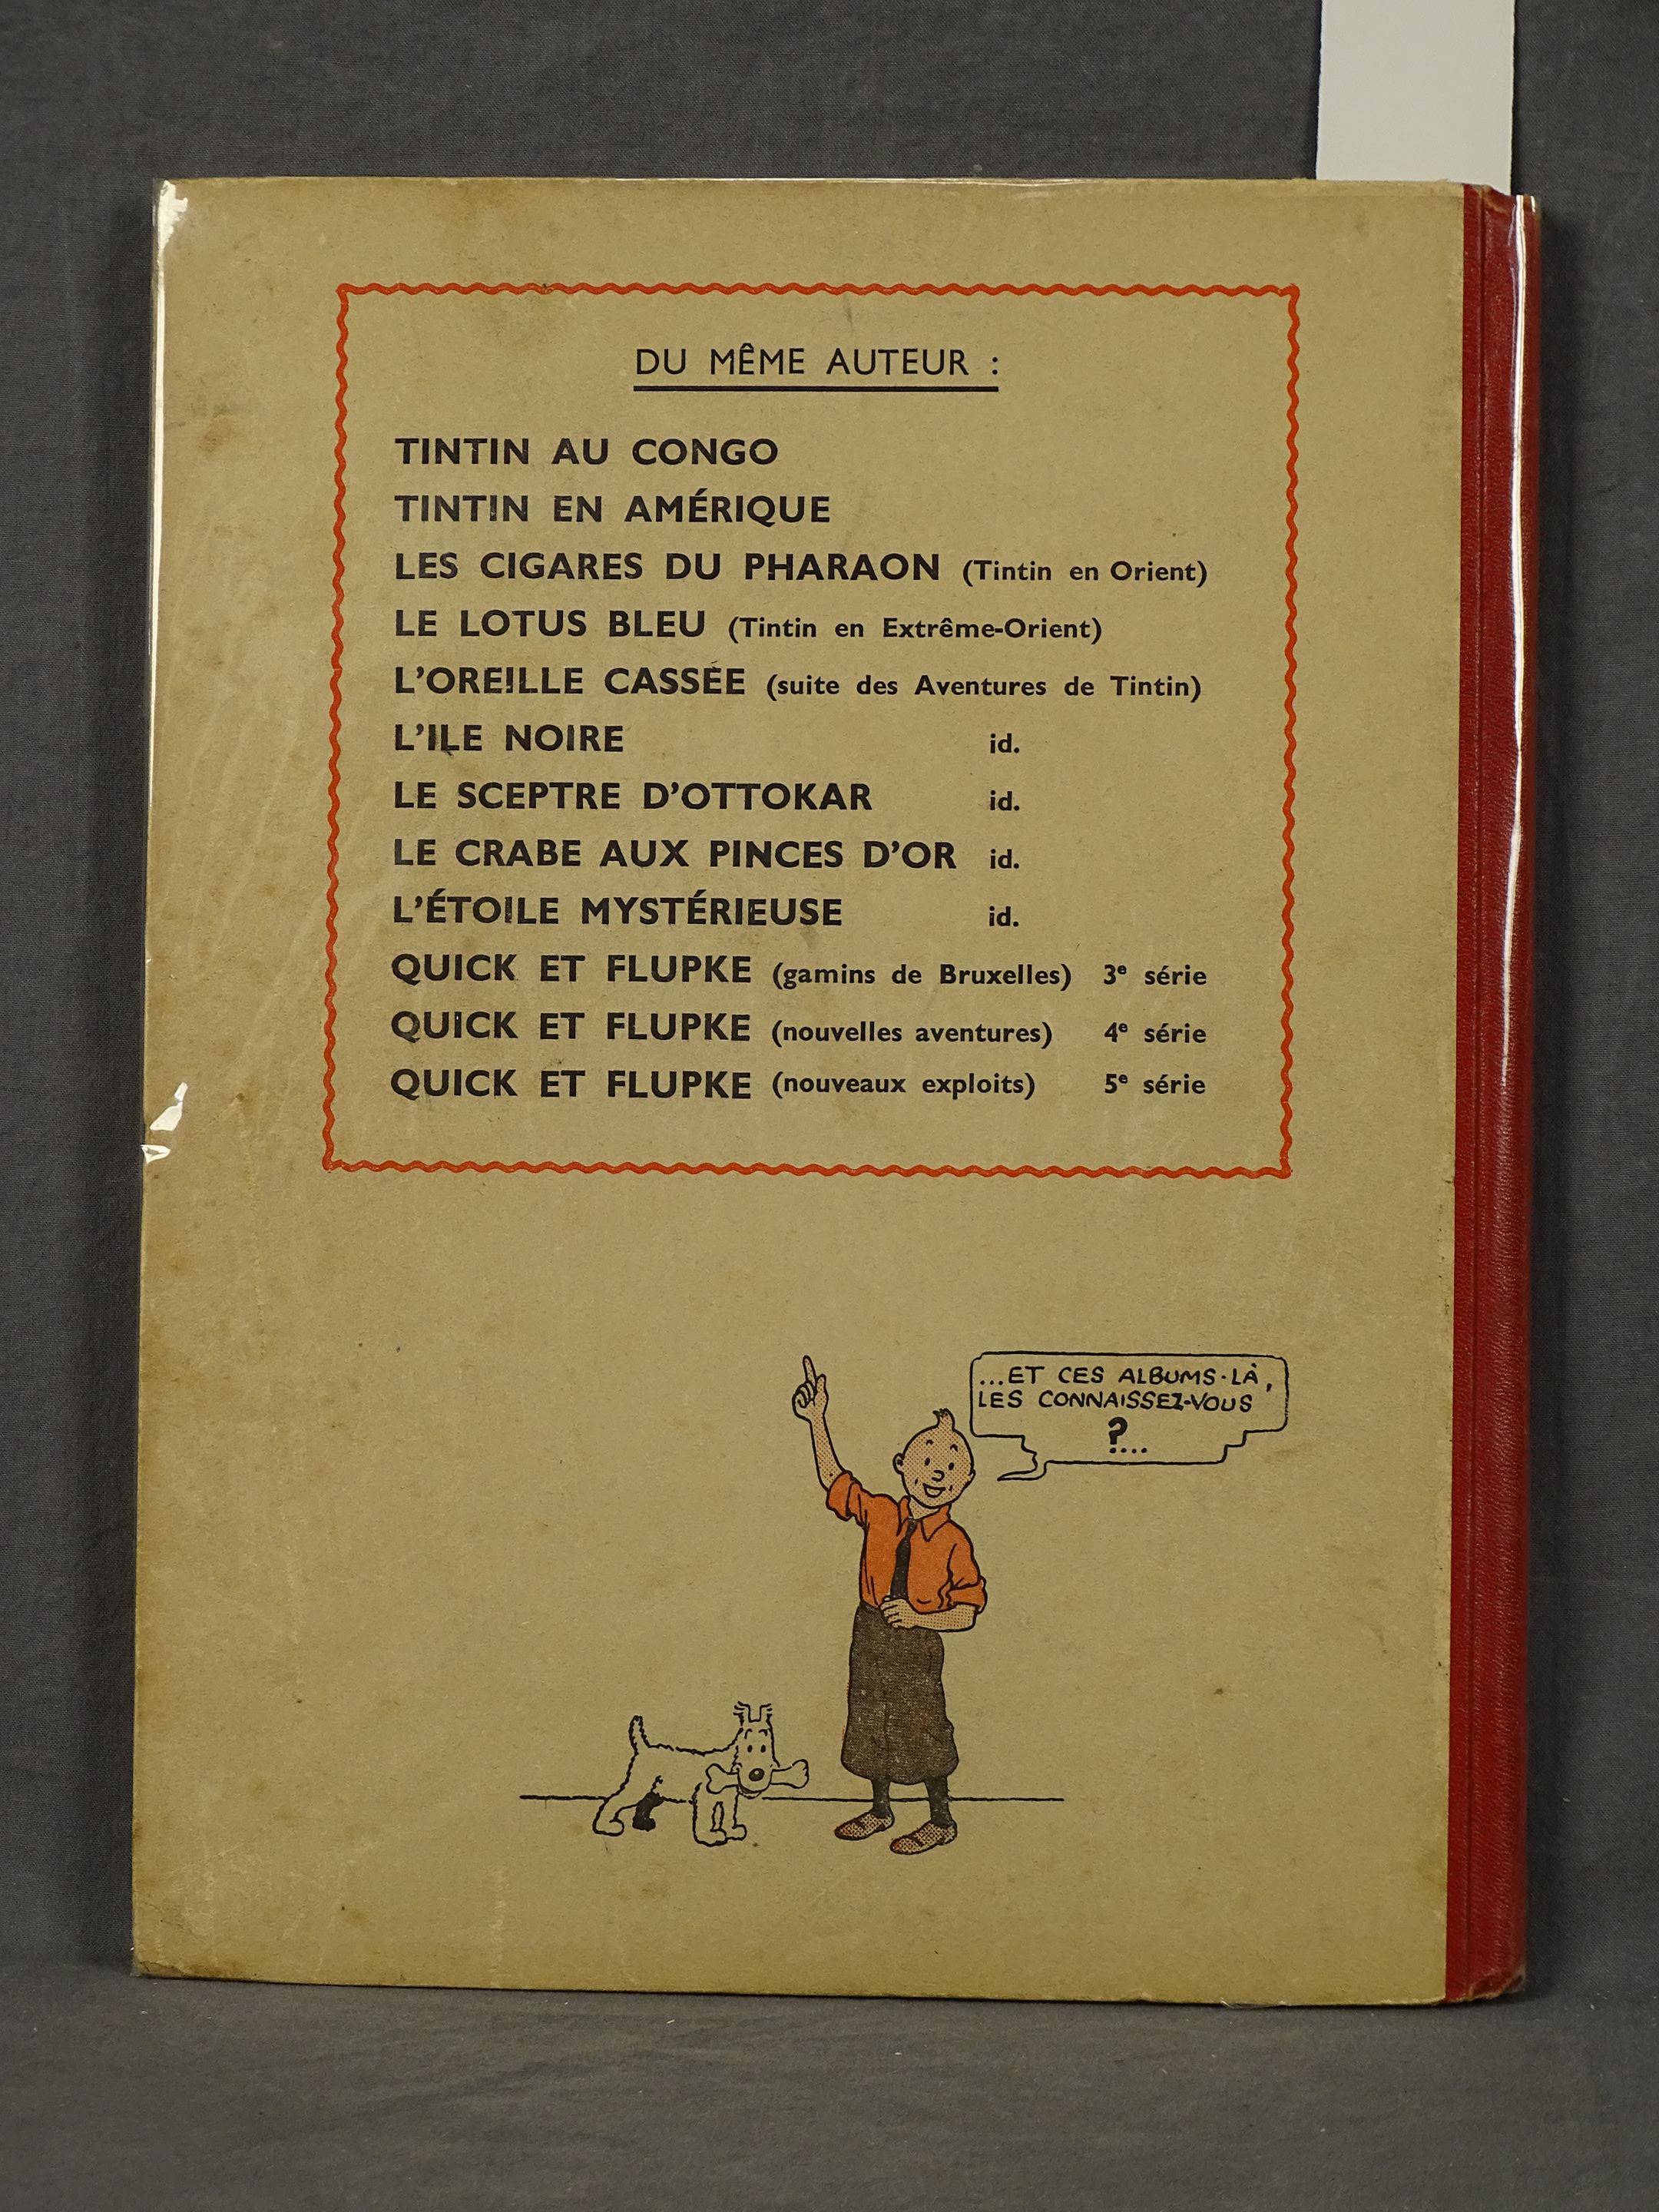 DU MÊME AUTEUR :
TINTIN AU CONGO
TINTIN EN AMÉRIQUE
LES CIGARES DU PHARAON (Tintin en Orient)
LE LOTUS BLEU (Tintin en Extrême-Orient)
L'OREILLE CASSÉE (suite des Aventures de Tintin)
L'ILE NOIRE id.
LE SCEPTRE D'OTTOKAR id.
LE CRABE AUX PINCES D'OR id.
L'ÉTOILE MYSTÉRIEUSE id.
QUICK ET FLUPKE (gamins de Bruxelles) 3e série
QUICK ET FLUPKE (nouvelles aventures) 4e série
QUICK ET FLUPKE (nouveaux exploits) 5e série
...ET CES ALBUMS-LÀ,
LES CONNAISSEZ-VOUS
?...